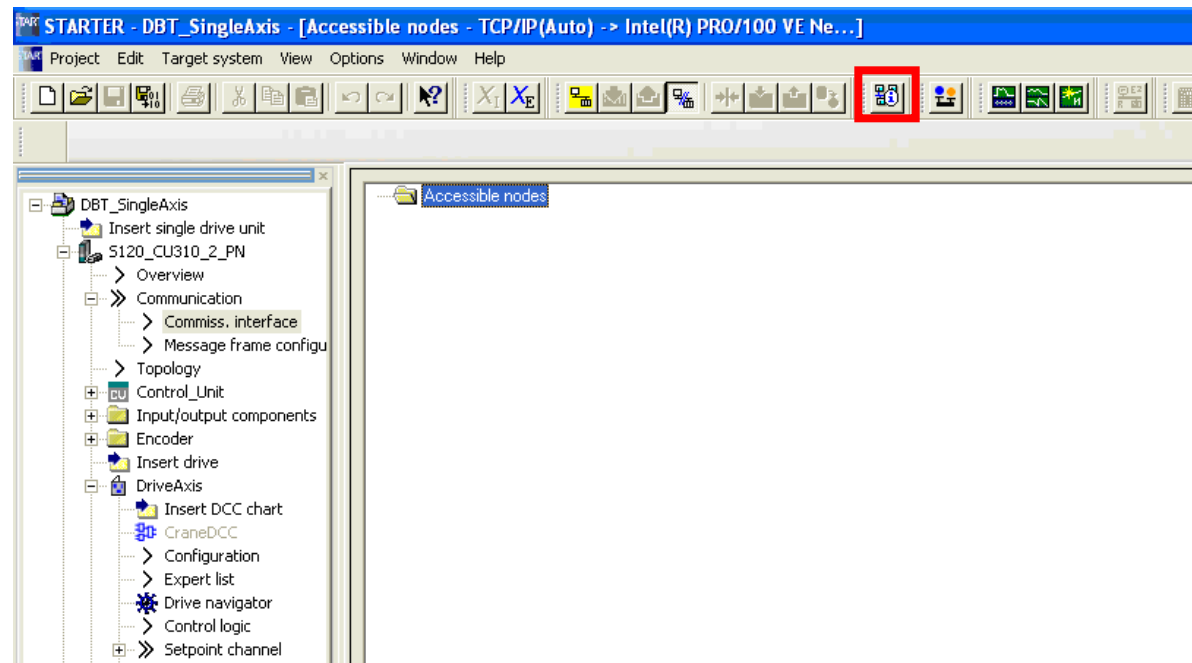 STARTER - DBT_SingleAxis - [Accessible nodes - TCP/IP(Auto) -> Intel(R) PRO/100 VE Ne...]
Project Edit Target system View Options Window Help
Accessible nodes
DBT_SingleAxis
Insert single drive unit
S120_CU310_2_PN
Overview
Communication
Commiss. interface
Message frame configu
Topology
Control_Unit
Input/output components
Encoder
Insert drive
DriveAxis
Insert DCC chart
CraneDCC
Configuration
Expert list
Drive navigator
Control logic
Setpoint channel